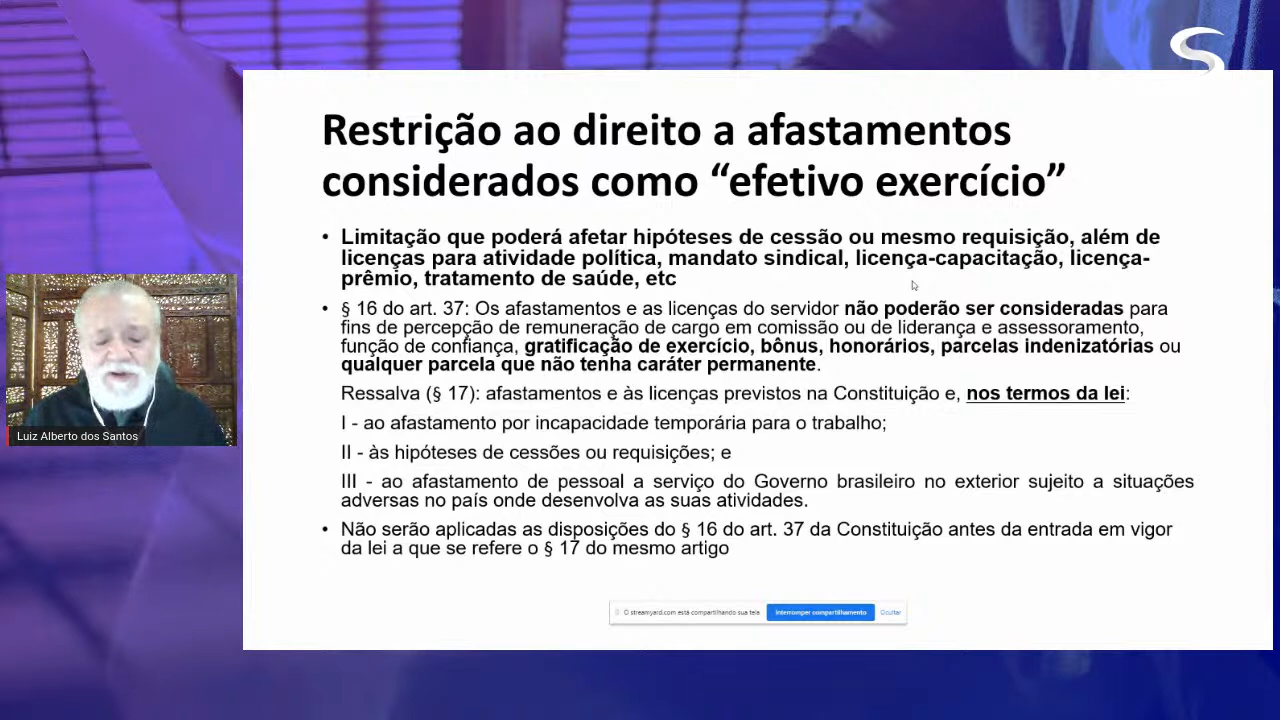 Restrição ao direito a afastamentos
considerados como “efetivo exercício”
• Limitação que poderá afetar hipóteses de cessão ou mesmo requisição, além de
licenças para atividade política, mandato sindical, licença-capacitação, licença-
prêmio, tratamento de saúde, etc
• § 16 do art. 37: Os afastamentos e as licenças do servidor não poderão ser consideradas para
fins de percepção de remuneração de cargo em comissão ou de liderança e assessoramento,
função de confiança, gratificação de exercício, bônus, honorários, parcelas indenizatórias ou
qualquer parcela que não tenha caráter permanente.
Ressalva (§ 17): afastamentos e às licenças previstos na Constituição e, nos termos da lei:
I - ao afastamento por incapacidade temporária para o trabalho;
II - às hipóteses de cessões ou requisições; e
III - ao afastamento de pessoal a serviço do Governo brasileiro no exterior sujeito a situações
adversas no país onde desenvolva as suas atividades.
• Não serão aplicadas as disposições do § 16 do art. 37 da Constituição antes da entrada em vigor
da lei a que se refere o § 17 do mesmo artigo
Luiz Alberto dos Santos
O streamyard.com está compartilhando sua tela Interromper compartilhamento Ocultar